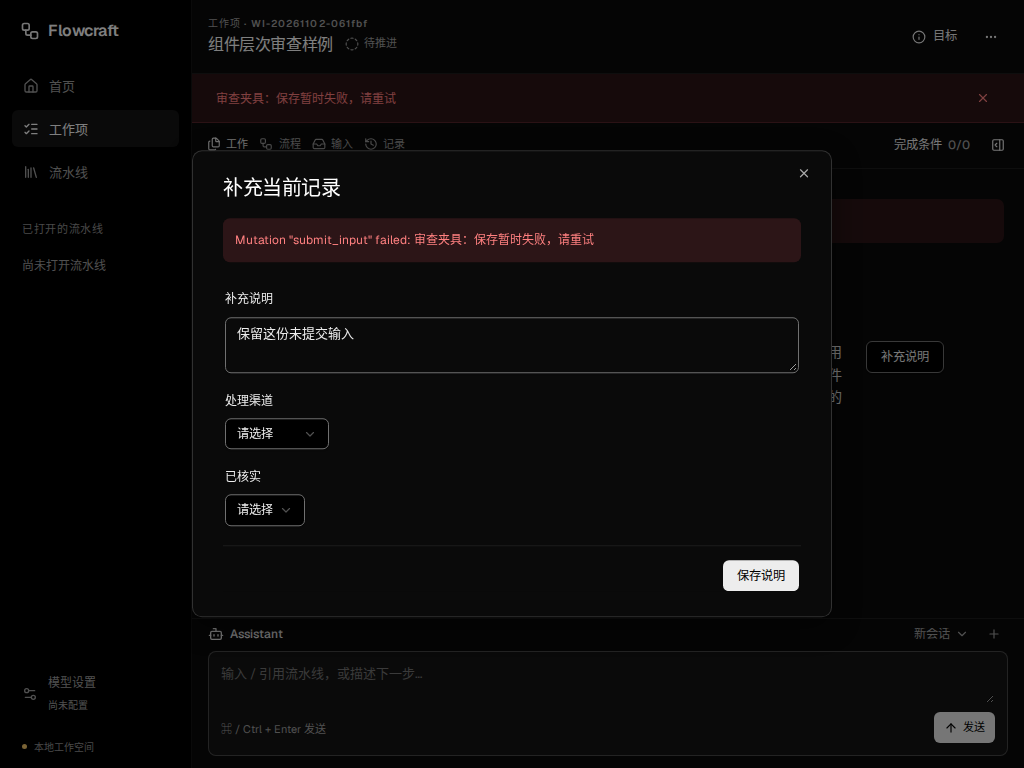 Flowcraft
首页
工作项
流水线
已打开的流水线
尚未打开流水线
模型设置
尚未配置
本地工作空间
工作项 · WI-20261102-061fbf
组件层次审查样例
待推进
目标
审查夹具：保存暂时失败，请重试
工作
流程
输入
记录
完成条件 0/0
补充当前记录
Mutation "submit_input" failed: 审查夹具：保存暂时失败，请重试
补充说明
保留这份未提交输入
处理渠道
请选择
已核实
请选择
保存说明
用
件
的
补充说明
Assistant
新会话
输入 / 引用流水线，或描述下一步…
⌘ / Ctrl + Enter 发送
发送